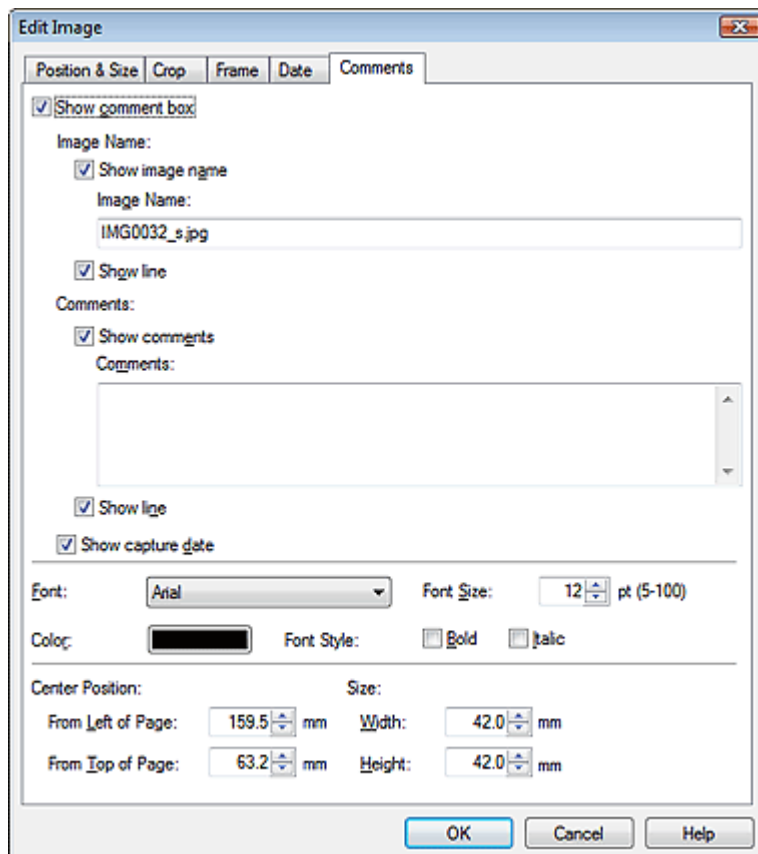 Edit Image
Position & Size Crop Frame Date Comments
Show comment box
Image Name:
Show image name
Image Name:
IMG0032_s.jpg
Show line
Comments:
Show comments
Comments:
Show line
Show capture date
Font: Arial Font Size: 12 pt (5-100)
Color: Font Style: Bold Italic
Center Position: Size:
From Left of Page: 159.5 mm Width: 42.0 mm
From Top of Page: 63.2 mm Height: 42.0 mm
OK Cancel Help